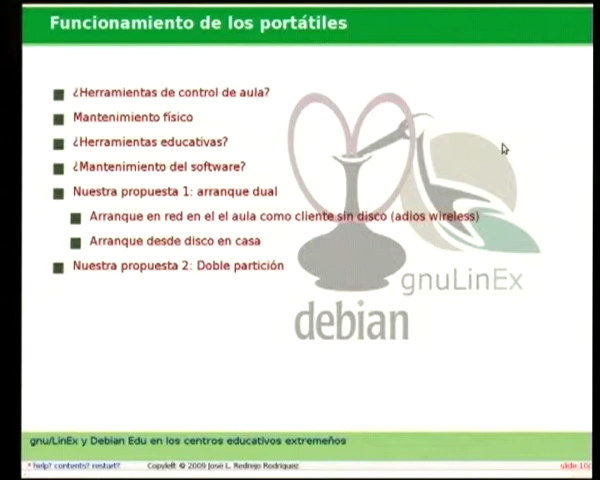 Funcionamiento de los portátiles
¿Herramientas de control de aula?
Mantenimiento físico
¿Herramientas educativas?
¿Mantenimiento del software?
Nuestra propuesta 1: arranque dual
Arranque en red en el el aula como cliente sin disco (adios wireless)
Arranque desde disco en casa
Nuestra propuesta 2: Doble partición
gnuLinEx
debian
gnu/LinEx y Debian Edu en los centros educativos extremeños
* help? contents? restart? Copyleft © 2009 José L. Redrejo Rodríguez slide 10/